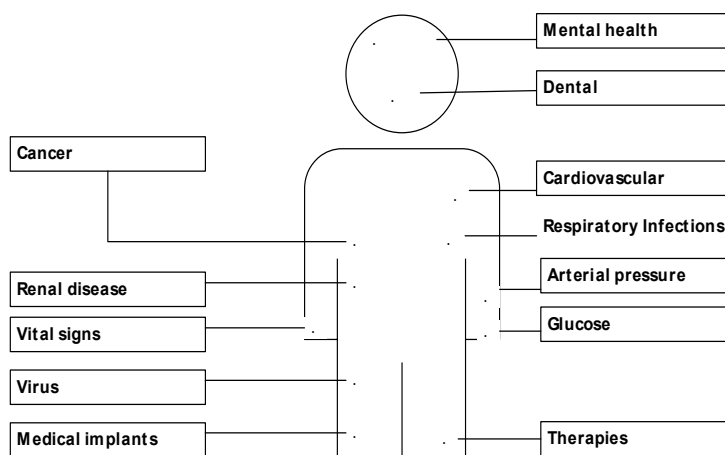 Mental health
Dental
Cancer
Cardiovascular
Respiratory Infections
Arterial pressure
Renal disease
Glucose
Vital signs
Virus
Medical implants
Therapies